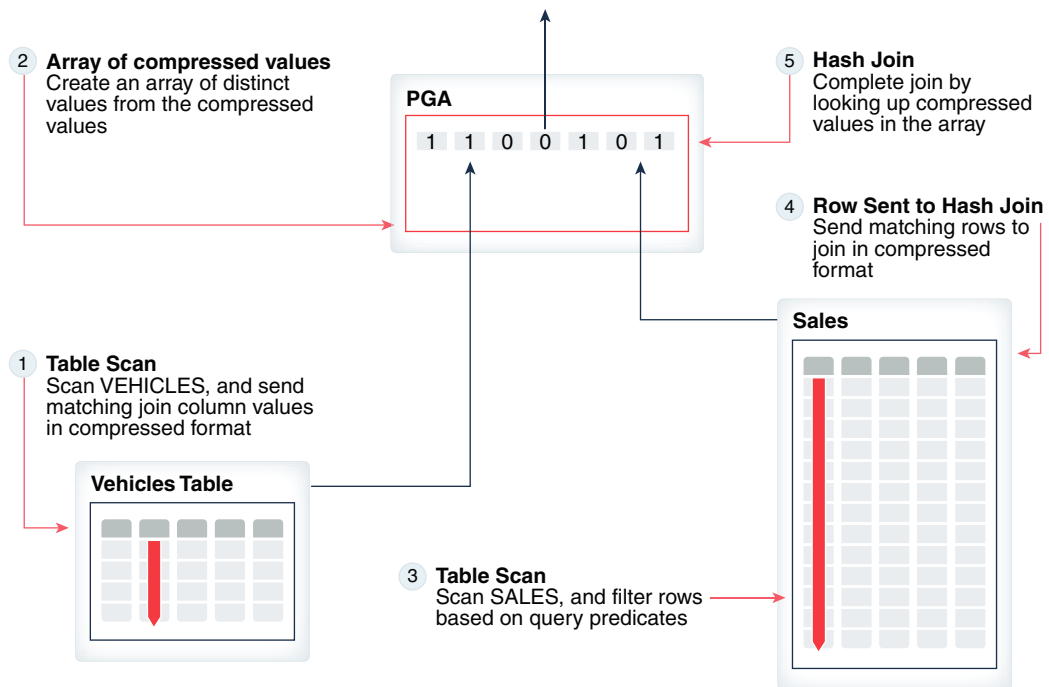 2 Array of compressed values
Create an array of distinct
values from the compressed
values
PGA
1 1 0 0 1 0 1
5 Hash Join
Complete join by
looking up compressed
values in the array
4 Row Sent to Hash Join
Send matching rows to
join in compressed
format
1 Table Scan
Scan VEHICLES, and send
matching join column values
in compressed format
Vehicles Table
Sales
3 Table Scan
Scan SALES, and filter rows
based on query predicates